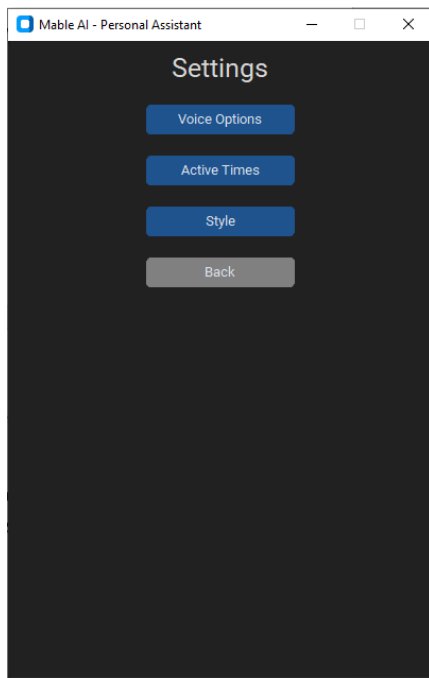 Mable AI - Personal Assistant
Settings
Voice Options
Active Times
Style
Back